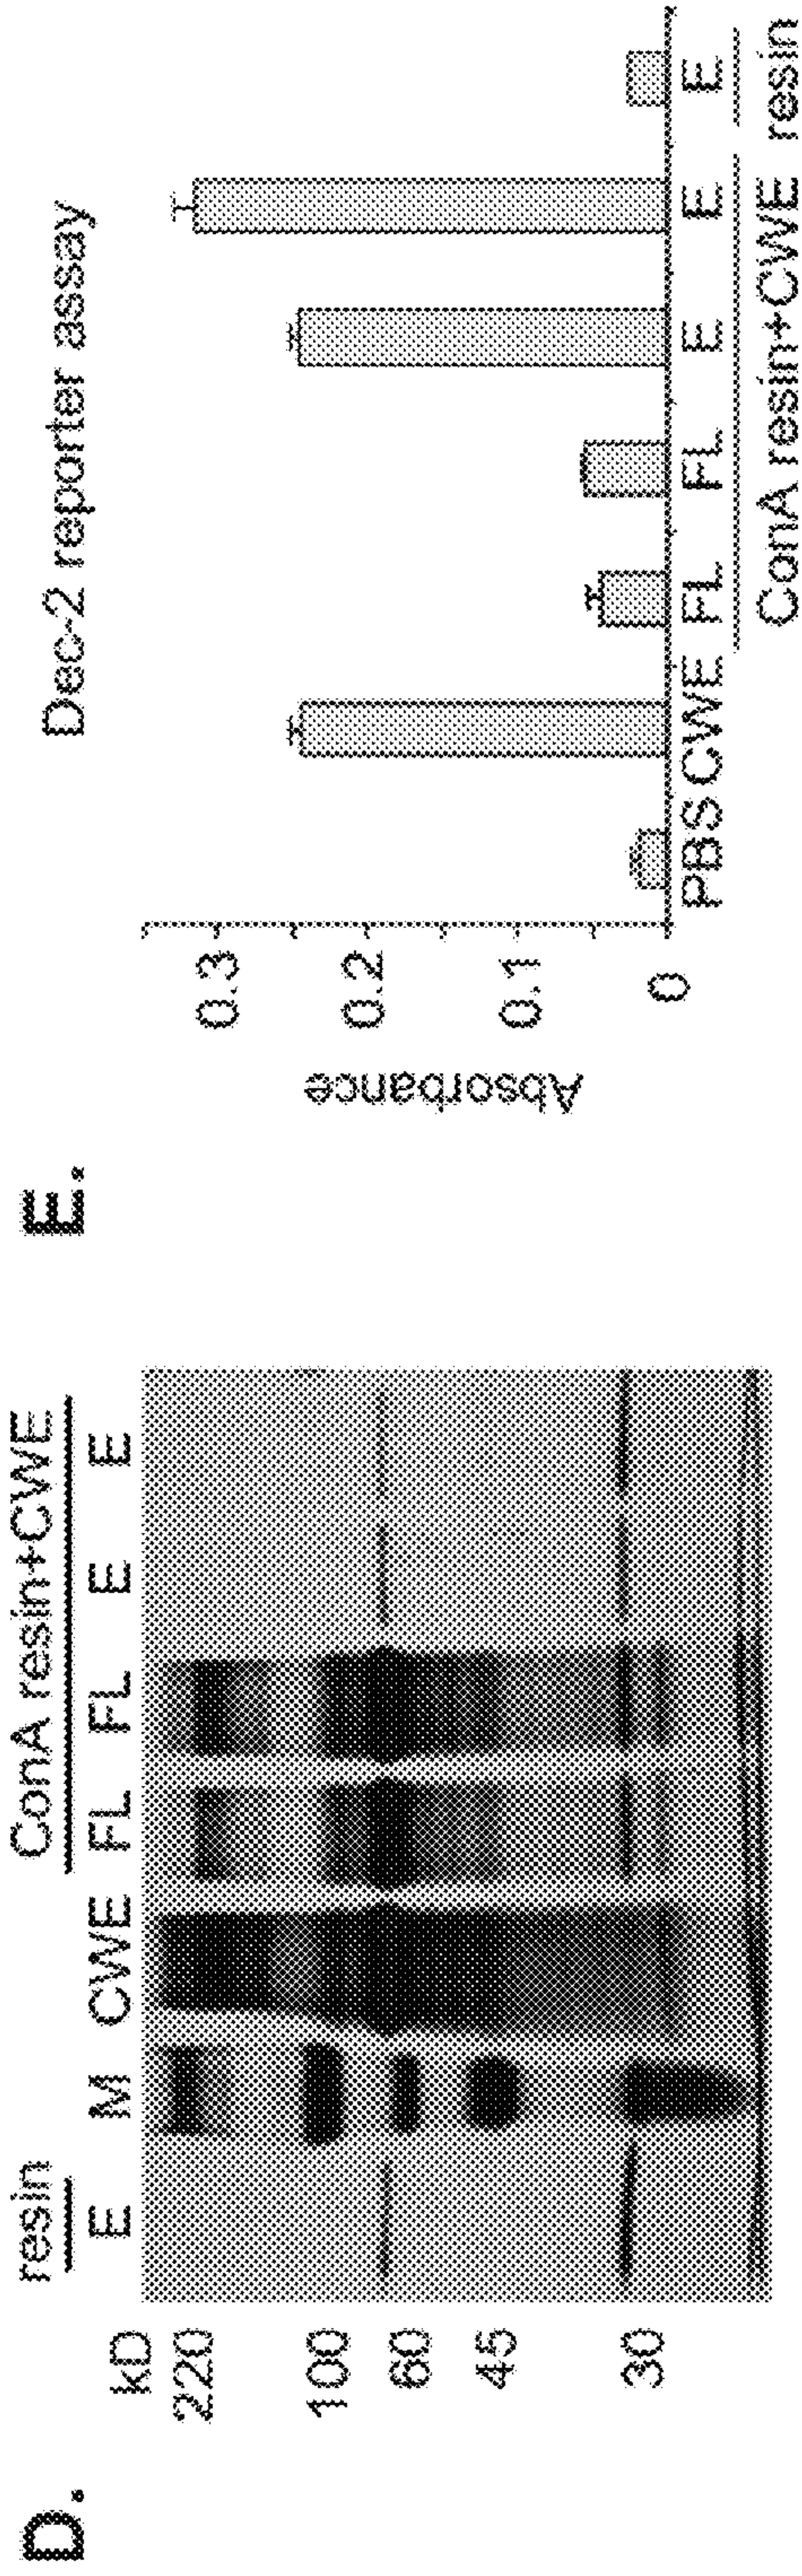 D.
resin ConA resin+CWE
kD E M CWE FL FL E E
220
100
60
45
30
E.
Dec-2 reporter assay
Absorbance
0.3
0.2
0.1
0
PBS CWE FL FL E E E
ConA resin+CWE resin